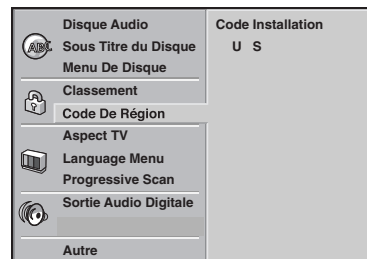 Disque Audio
Sous Titre du Disque
Menu De Disque
Classement
Code De Région
Aspect TV
Language Menu
Progressive Scan
Sortie Audio Digitale
Autre
Code Installation
U S
ABC